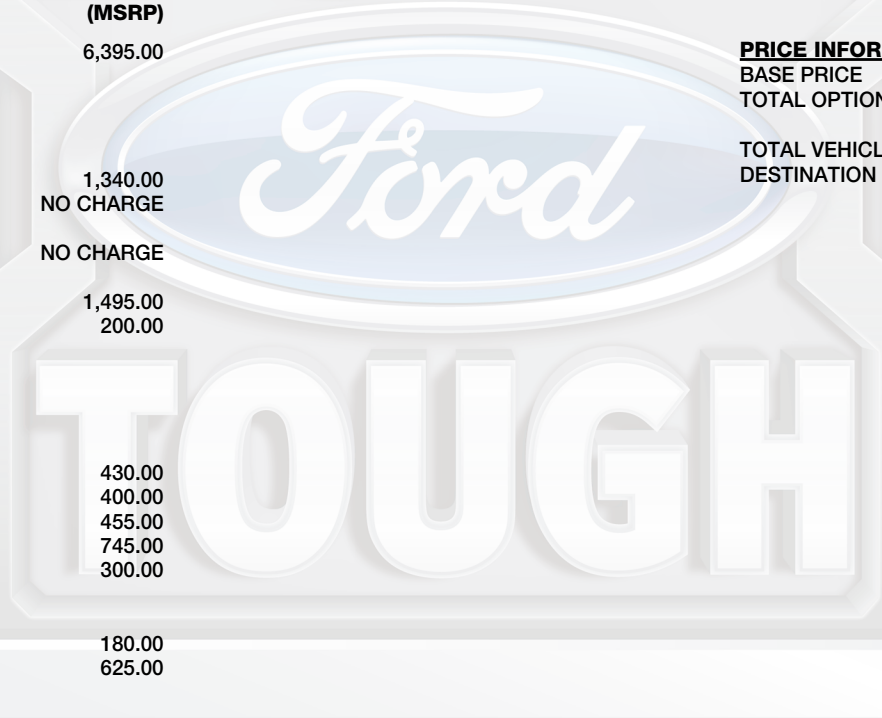 (MSRP)
6,395.00
1,340.00
NO CHARGE
NO CHARGE
1,495.00
200.00
430.00
400.00
455.00
745.00
300.00
180.00
625.00
PRICE INFOR
BASE PRICE
TOTAL OPTION
TOTAL VEHICL
DESTINATION
Ford
TOUGH